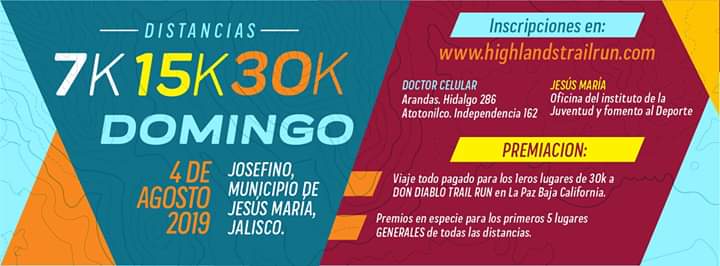 DISTANCIAS
7K 15K 30K
DOMINGO
4 DE
AGOSTO
2019
JOSEFINO,
MUNICIPIO DE
JESÚS MARÍA,
JALISCO.
Inscripciones en:
www.highlandstrailrun.com
DOCTOR CELULAR
Arandas. Hidalgo 286
Atotonilco. Independencia 162
JESÚS MARÍA
Oficina del instituto de la
Juventud y fomento al Deporte
PREMIACION:
Viaje todo pagado para los 1eros lugares de 30k a
DON DIABLO TRAIL RUN en La Paz Baja California.
Premios en especie para los primeros 5 lugares
GENERALES de todas las distancias.